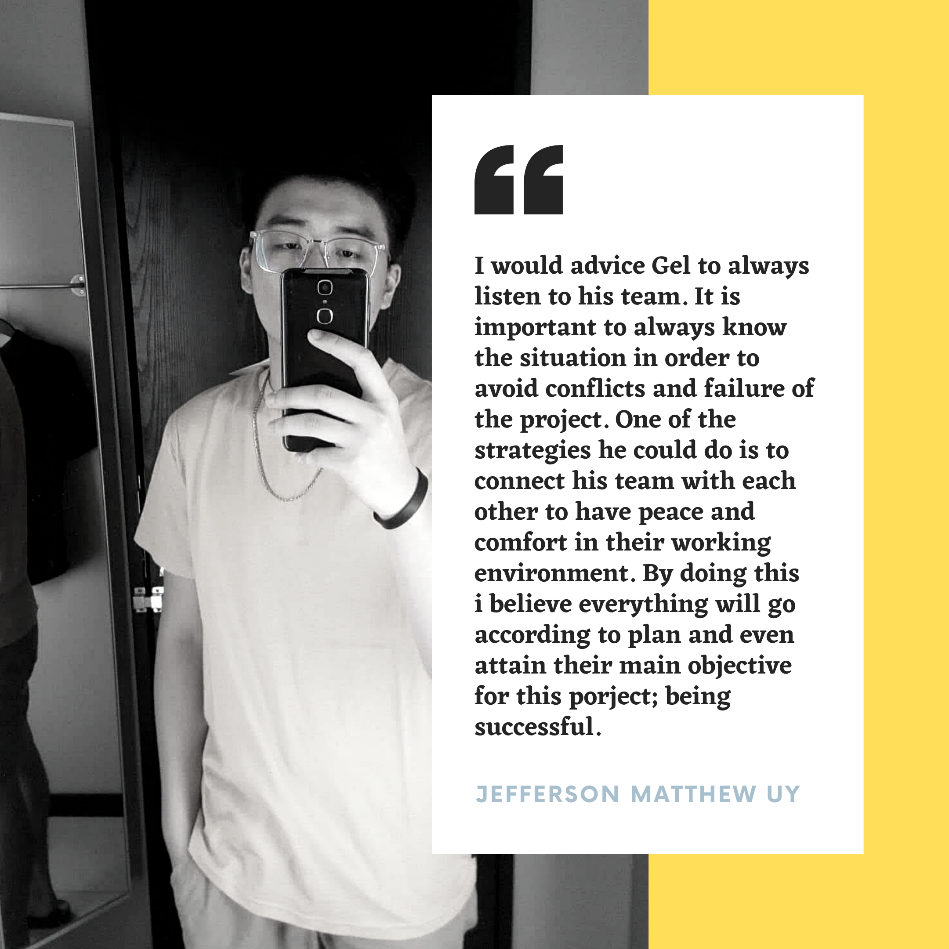 “
I would advice Gel to always
listen to his team. It is
important to always know
the situation in order to
avoid conflicts and failure of
the project. One of the
strategies he could do is to
connect his team with each
other to have peace and
comfort in their working
environment. By doing this
i believe everything will go
according to plan and even
attain their main objective
for this porject; being
successful.
JEFFERSON MATTHEW UY